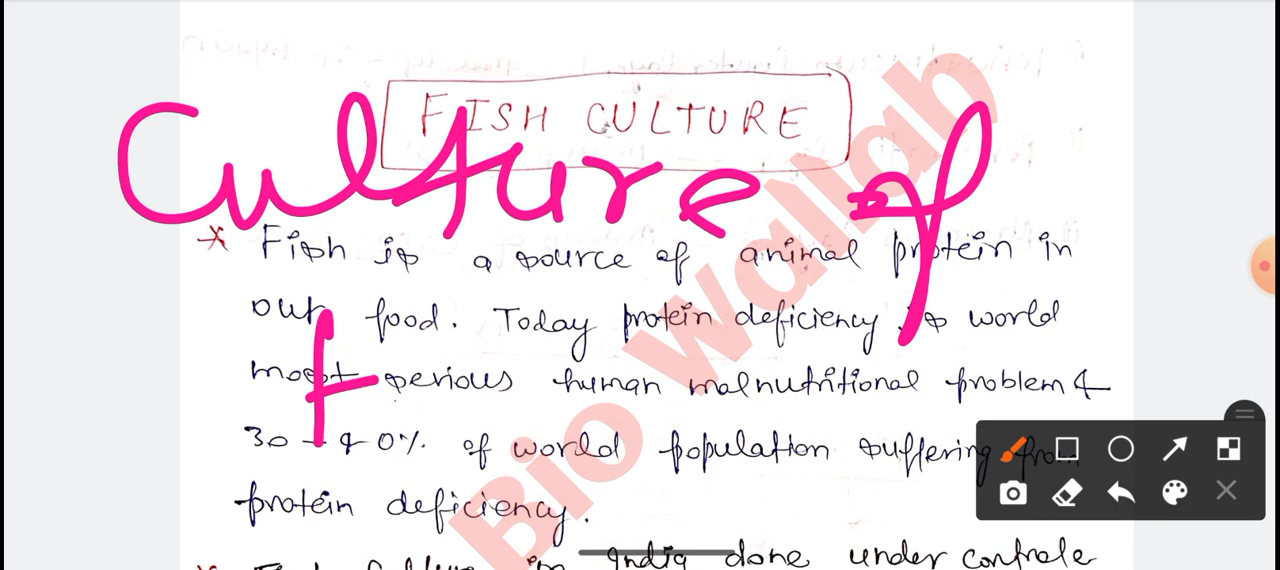 FISH CULTURE
Culture of
f
* Fish is a source of animal protein in
our food. Today protein deficiency is world
most serious human malnutritional problem &
30 - 40% of world population suffering from
protein deficiency.
India done under controle
Bio Wallah